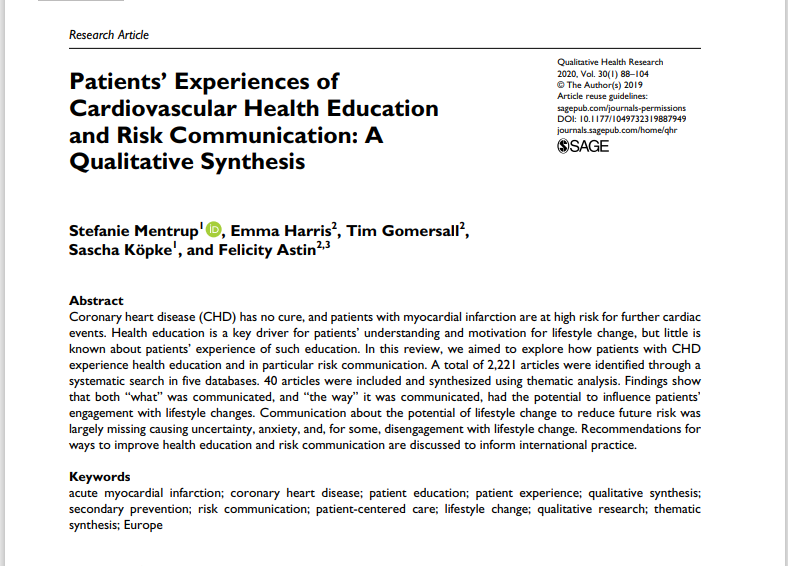 Research Article
Patients’ Experiences of
Cardiovascular Health Education
and Risk Communication: A
Qualitative Synthesis
Qualitative Health Research
2020, Vol. 30(1) 88–104
© The Author(s) 2019
Article reuse guidelines:
sagepub.com/journals-permissions
DOI: 10.1177/1049732319887949
journals.sagepub.com/home/qhr
SAGE
Stefanie Mentrup1 iD, Emma Harris2, Tim Gomersall2,
Sascha Köpke1, and Felicity Astin2,3
Abstract
Coronary heart disease (CHD) has no cure, and patients with myocardial infarction are at high risk for further cardiac
events. Health education is a key driver for patients’ understanding and motivation for lifestyle change, but little is
known about patients’ experience of such education. In this review, we aimed to explore how patients with CHD
experience health education and in particular risk communication. A total of 2,221 articles were identified through a
systematic search in five databases. 40 articles were included and synthesized using thematic analysis. Findings show
that both “what” was communicated, and “the way” it was communicated, had the potential to influence patients’
engagement with lifestyle changes. Communication about the potential of lifestyle change to reduce future risk was
largely missing causing uncertainty, anxiety, and, for some, disengagement with lifestyle change. Recommendations for
ways to improve health education and risk communication are discussed to inform international practice.
Keywords
acute myocardial infarction; coronary heart disease; patient education; patient experience; qualitative synthesis;
secondary prevention; risk communication; patient-centered care; lifestyle change; qualitative research; thematic
synthesis; Europe